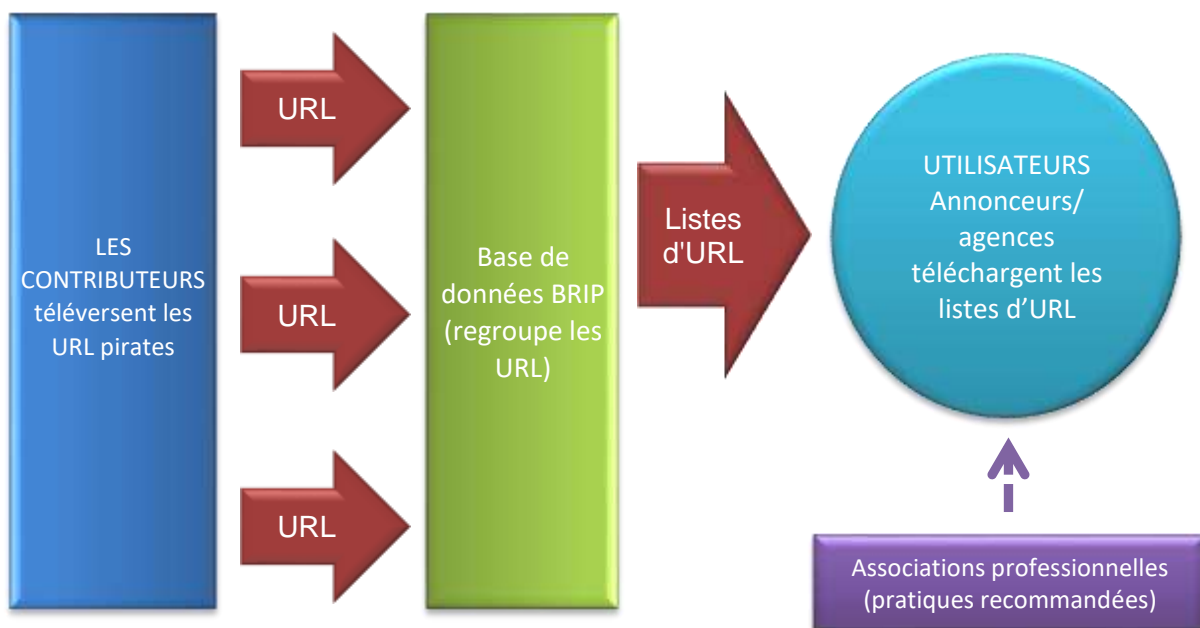 LES
CONTRIBUTEURS
téléversent les
URL pirates
URL
URL
URL
Base de
données BRIP
(regroupe les
URL)
Listes
d'URL
UTILISATEURS
Annonceurs/
agences
téléchargent les
listes d’URL
Associations professionnelles
(pratiques recommandées)